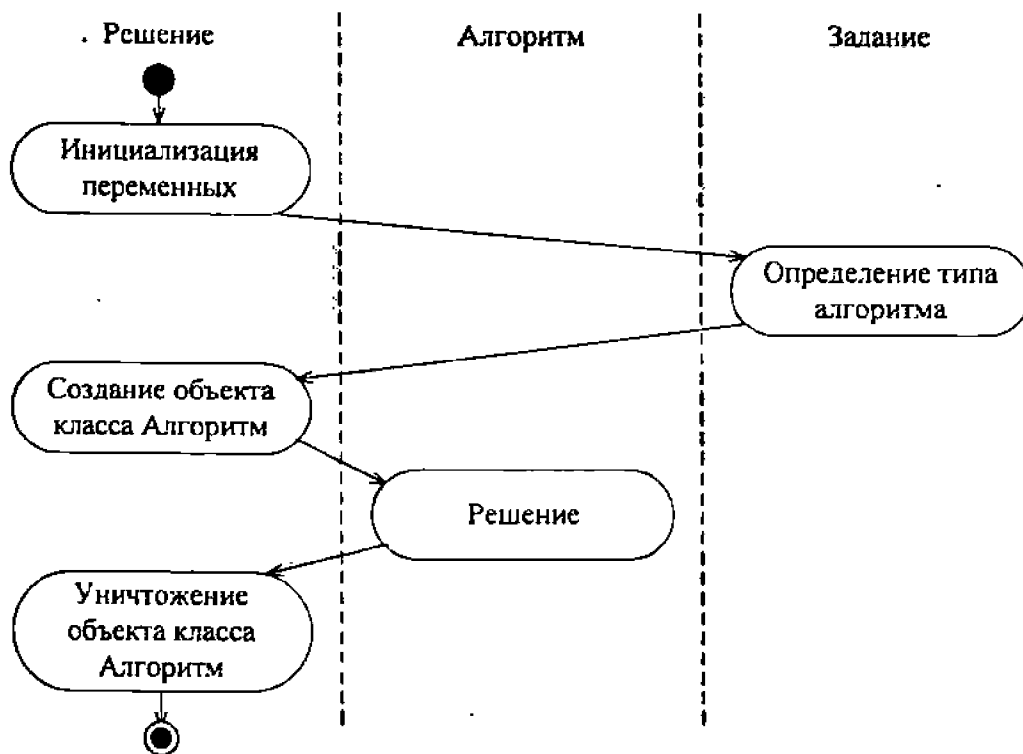 Решение Алгоритм Задание
Инициализация
переменных
Определение типа
алгоритма
Создание объекта
класса Алгоритм
Решение
Уничтожение
объекта класса
Алгоритм